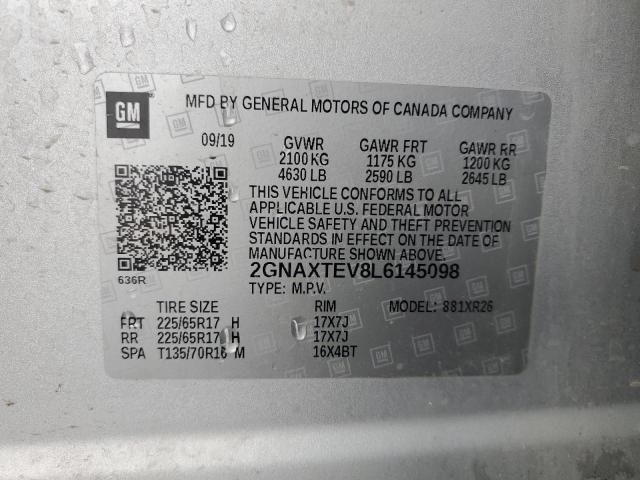 GM MFD BY GENERAL MOTORS OF CANADA COMPANY
09/19 GVWR GAWR FRT GAWR RR
2100 KG 1175 KG 1200 KG
4630 LB 2590 LB 2645 LB
THIS VEHICLE CONFORMS TO ALL
APPLICABLE U.S. FEDERAL MOTOR
VEHICLE SAFETY AND THEFT PREVENTION
STANDARDS IN EFFECT ON THE DATE OF
MANUFACTURE SHOWN ABOVE.
636R 2GNAXTEV8L6145098
TYPE: M.P.V.
TIRE SIZE RIM MODEL: 881XR26
FRT 225/65R17 H 17X7J
RR 225/65R17 H 17X7J
SPA T135/70R16 M 16X4BT